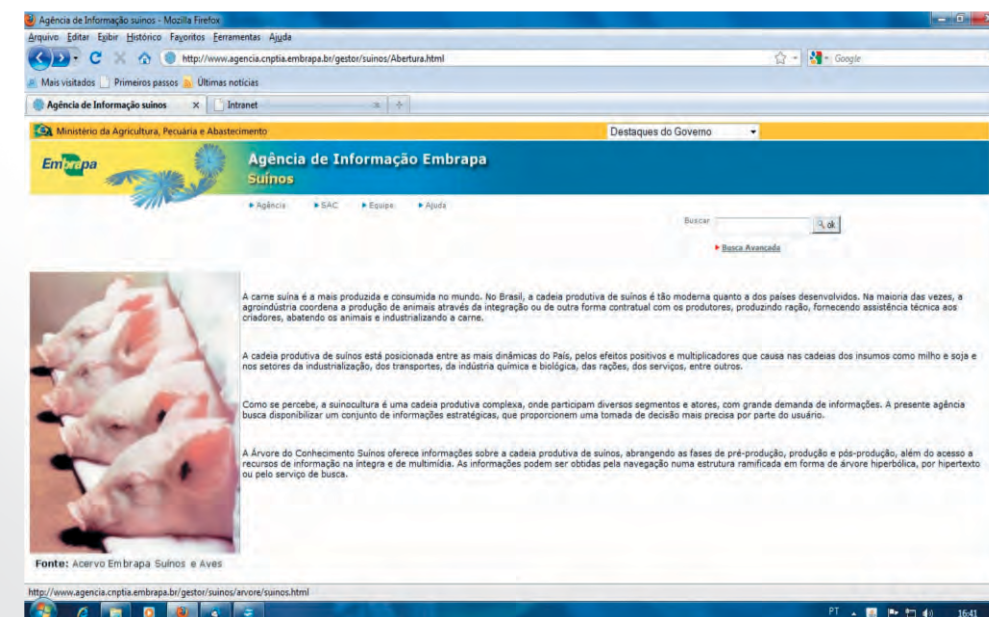 Agência de Informação suinos - Mozilla Firefox
Arquivo Editar Exibir Histórico Favoritos Ferramentas Ajuda
http://www.agencia.cnptia.embrapa.br/gestor/suinos/Abertura.html
Google
Mais visitados Primeiros passos Últimas notícias
Agência de Informação suinos x Intranet
Ministério da Agricultura, Pecuária e Abastecimento
Destaques do Governo
Embrapa
Agência de Informação Embrapa
Suínos
Agência SAC Equipe Ajuda
Buscar ok
Busca Avançada
A carne suína é a mais produzida e consumida no mundo. No Brasil, a cadeia produtiva de suínos é tão moderna quanto a dos países desenvolvidos. Na maioria das vezes, a
agroindústria coordena a produção de animais através da integração ou de outra forma contratual com os produtores, produzindo ração, fornecendo assistência técnica aos
criadores, abatendo os animais e industrializando a carne.
A cadeia produtiva de suínos está posicionada entre as mais dinâmicas do País, pelos efeitos positivos e multiplicadores que causa nas cadeias dos insumos como milho e soja e
nos setores da industrialização, dos transportes, da indústria química e biológica, das rações, dos serviços, entre outros.
Como se percebe, a suinocultura é uma cadeia produtiva complexa, onde participam diversos segmentos e atores, com grande demanda de informações. A presente agência
busca disponibilizar um conjunto de informações estratégicas, que proporcionem uma tomada de decisão mais precisa por parte do usuário.
A Árvore do Conhecimento Suínos oferece informações sobre a cadeia produtiva de suínos, abrangendo as fases de pré-produção, produção e pós-produção, além do acesso a
recursos de informação na íntegra e de multimídia. As informações podem ser obtidas pela navegação numa estrutura ramificada em forma de árvore hiperbólica, por hipertexto
ou pelo serviço de busca.
Fonte: Acervo Embrapa Suínos e Aves
http://www.agencia.cnptia.embrapa.br/gestor/suinos/arvore/suinos.html
PT 16:41